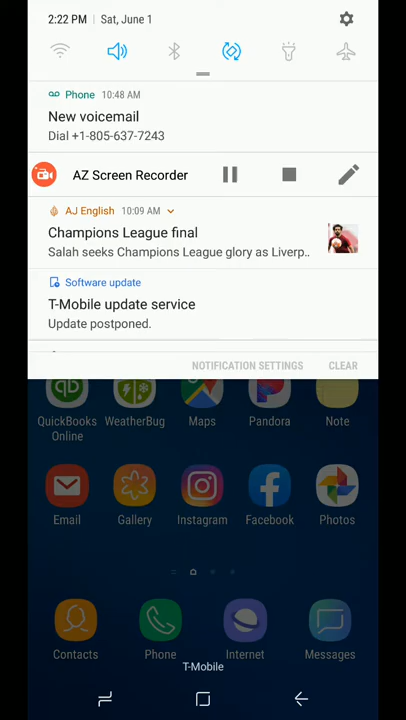 2:22 PM | Sat, June 1
Phone 10:48 AM
New voicemail
Dial +1-805-637-7243
AZ Screen Recorder
AJ English 10:09 AM
Champions League final
Salah seeks Champions League glory as Liverp..
Software update
T-Mobile update service
Update postponed.
NOTIFICATION SETTINGS CLEAR
QuickBooks Online WeatherBug Maps Pandora Note
Email Gallery Instagram Facebook Photos
Contacts Phone Internet Messages
T-Mobile